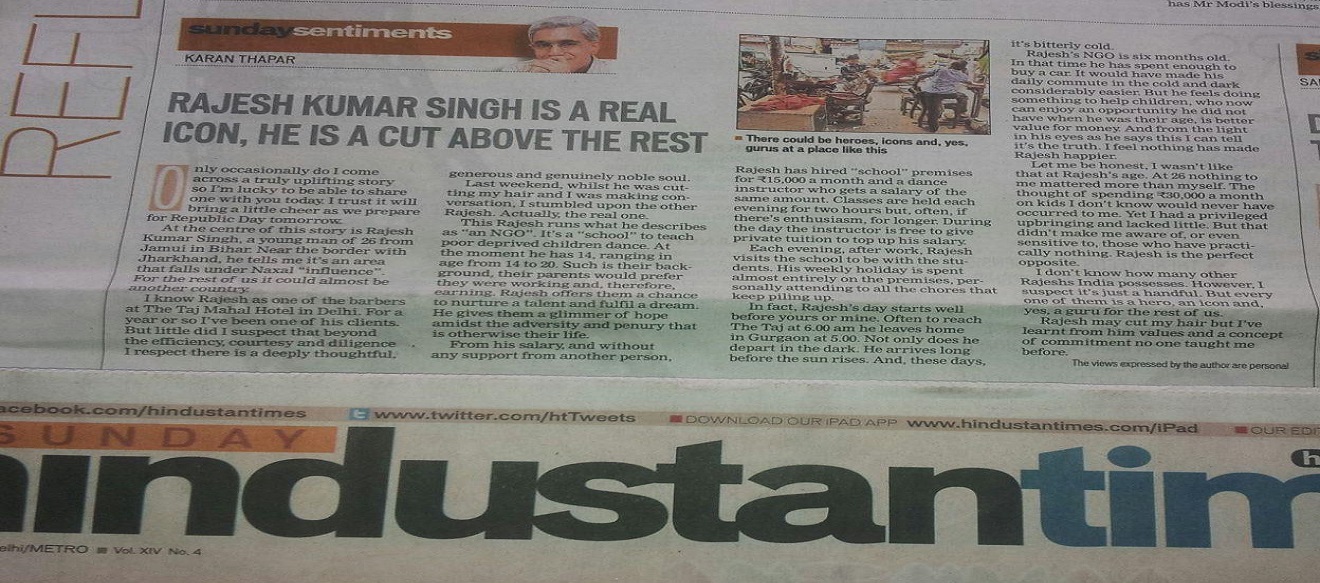 has Mr Modi's blessings
REFL
sundaysentiments
KARAN THAPAR
RAJESH KUMAR SINGH IS A REAL
ICON, HE IS A CUT ABOVE THE REST
Only occasionally do I come
across a truly uplifting story
so I'm lucky to be able to share
one with you today. I trust it will
bring a little cheer as we prepare
for Republic Day tomorrow.
At the centre of this story is Rajesh
Kumar Singh, a young man of 26 from
Jamui in Bihar. Near the border with
Jharkhand, he tells me it's an area
that falls under Naxal "influence".
For the rest of us it could almost be
another country.
I know Rajesh as one of the barbers
at The Taj Mahal Hotel in Delhi. For a
year or so I've been one of his clients.
But little did I suspect that beyond
the efficiency, courtesy and diligence
I respect there is a deeply thoughtful,
generous and genuinely noble soul.
Last weekend, whilst he was cut-
ting my hair and I was making con-
versation, I stumbled upon the other
Rajesh. Actually, the real one.
This Rajesh runs what he describes
as "an NGO". It's a "school" to teach
poor deprived children dance. At
the moment he has 14, ranging in
age from 14 to 20. Such is their back-
ground, their parents would prefer
they were working and, therefore,
earning. Rajesh offers them a chance
to nurture a talent and fulfil a dream.
He gives them a glimmer of hope
amidst the adversity and penury that
is otherwise their life.
From his salary, and without
any support from another person,
There could be heroes, icons and, yes,
gurus at a place like this
Rajesh has hired "school" premises
for ₹15,000 a month and a dance
instructor who gets a salary of the
same amount. Classes are held each
evening for two hours but, often, if
there's enthusiasm, for longer. During
the day the instructor is free to give
private tuition to top up his salary.
Each evening, after work, Rajesh
visits the school to be with the stu-
dents. His weekly holiday is spent
almost entirely on the premises, per-
sonally attending to all the chores that
keep piling up.
In fact, Rajesh's day starts well
before yours or mine. Often to reach
The Taj at 6.00 am he leaves home
in Gurgaon at 5.00. Not only does he
depart in the dark. He arrives long
before the sun rises. And, these days,
it's bitterly cold.
Rajesh's NGO is six months old.
In that time he has spent enough to
buy a car. It would have made his
daily commute in the cold and dark
considerably easier. But he feels doing
something to help children, who now
can enjoy an opportunity he did not
have when he was their age, is better
value for money. And from the light
in his eyes as he says this I can tell
it's the truth. I feel nothing has made
Rajesh happier.
Let me be honest, I wasn't like
that at Rajesh's age. At 26 nothing to
me mattered more than myself. The
thought of spending ₹30,000 a month
on kids I don't know would never have
occurred to me. Yet I had a privileged
upbringing and lacked little. But that
didn't make me aware of, or even
sensitive to, those who have practi-
cally nothing. Rajesh is the perfect
opposite.
I don't know how many other
Rajeshs India possesses. However, I
suspect it's just a handful. But every
one of them is a hero, an icon and,
yes, a guru for the rest of us.
Rajesh may cut my hair but I've
learnt from him values and a concept
of commitment no one taught me
before.
The views expressed by the author are personal
SA
acebook.com/hindustantimes
www.twitter.com/htTweets
DOWNLOAD OUR iPAD APP www.hindustantimes.com/iPad
OUR EDI
SUNDAY
hindustantim
h
elhi/METRO Vol. XIV No. 4